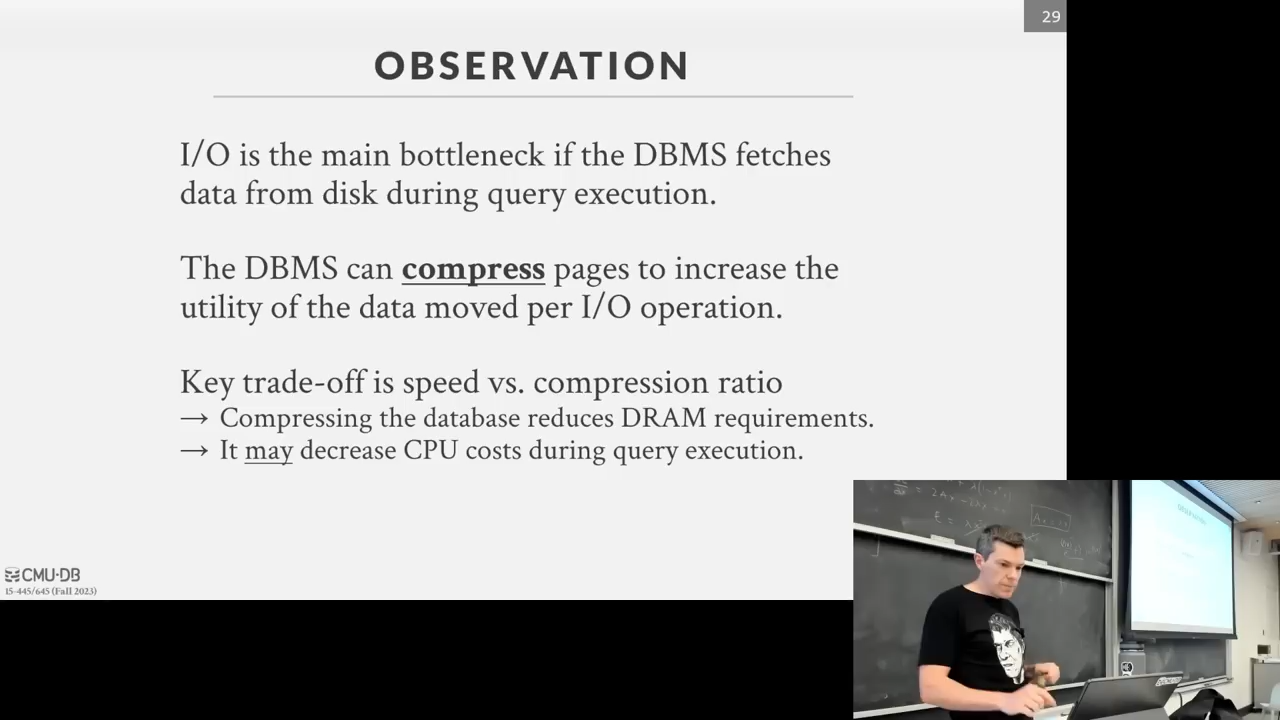 29
OBSERVATION
I/O is the main bottleneck if the DBMS fetches
data from disk during query execution.
The DBMS can compress pages to increase the
utility of the data moved per I/O operation.
Key trade-off is speed vs. compression ratio
→ Compressing the database reduces DRAM requirements.
→ It may decrease CPU costs during query execution.
CMU·DB
15-445/645 (Fall 2023)
OBSERVATION